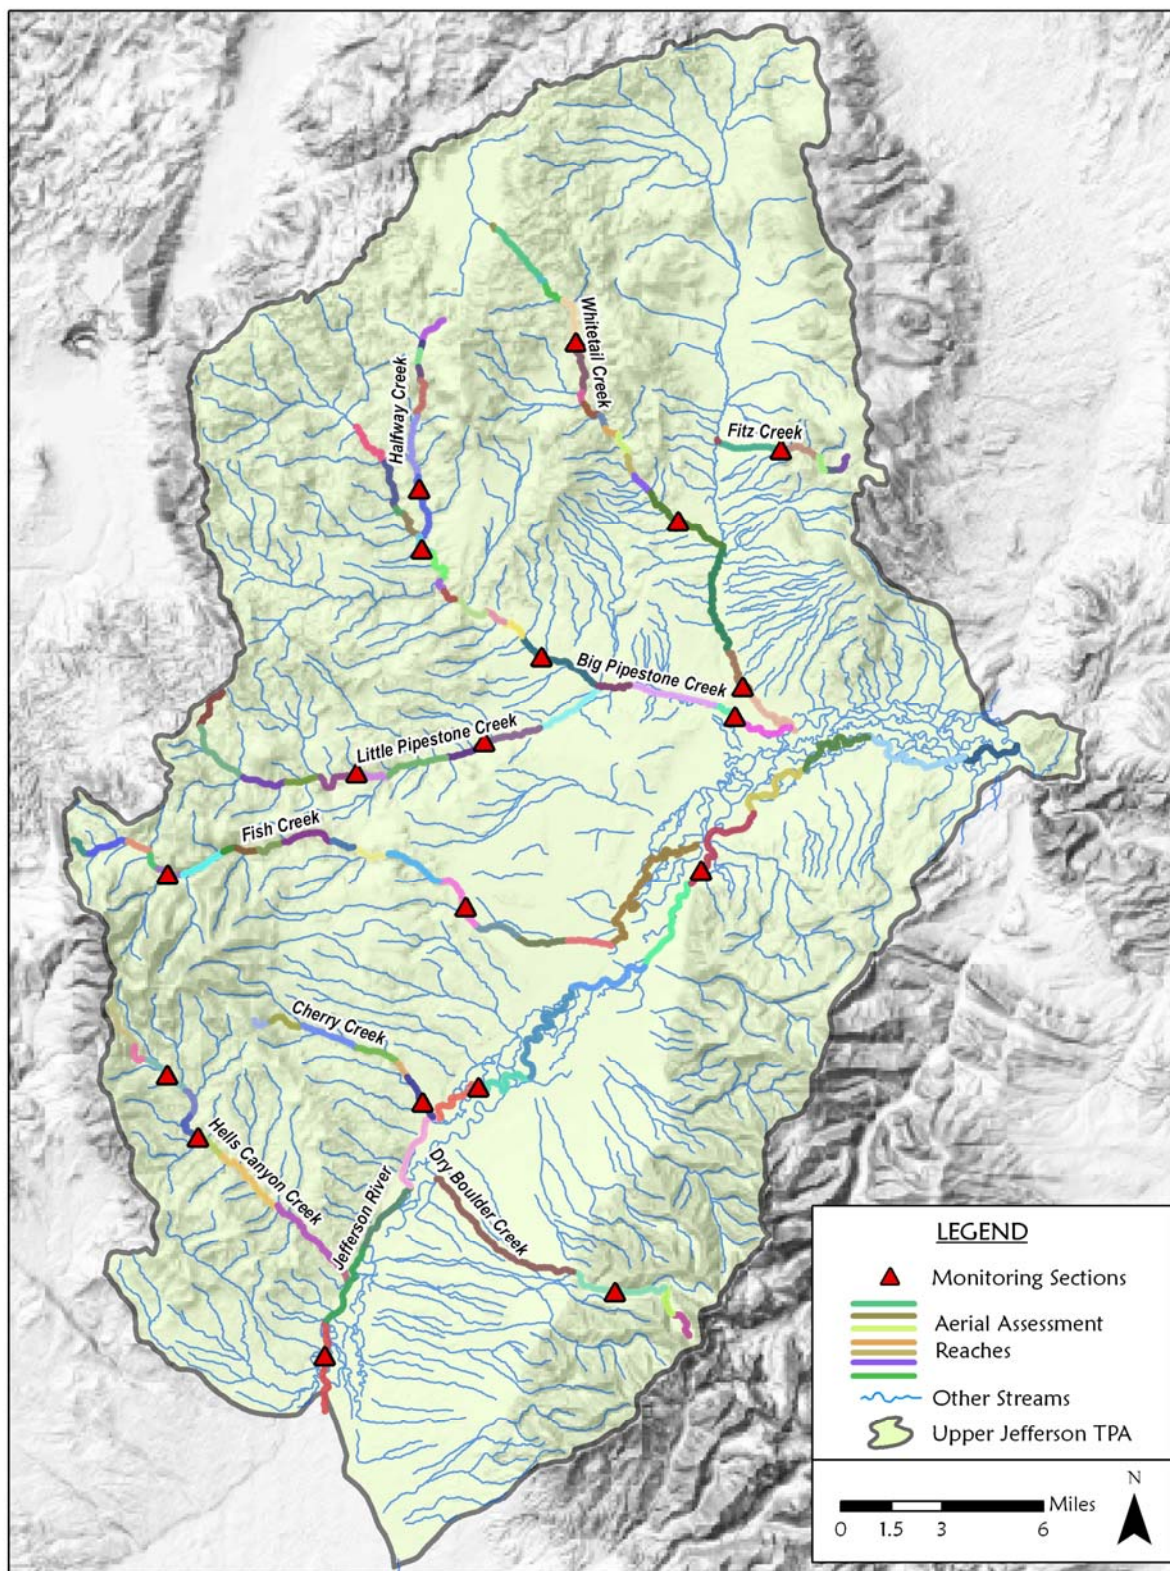 Whitetail Creek
Halfway Creek
Fitz Creek
Big Pipestone Creek
Little Pipestone Creek
Fish Creek
Cherry Creek
Hells Canyon Creek
Jefferson River
Dry Boulder Creek
LEGEND
Monitoring Sections
Aerial Assessment
Reaches
Other Streams
Upper Jefferson TPA
N
Miles
0 1.5 3 6